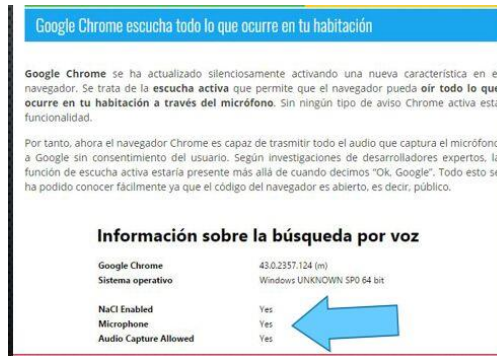 Google Chrome escucha todo lo que ocurre en tu habitación
Google Chrome se ha actualizado silenciosamente activando una nueva característica en e
navegador. Se trata de la escucha activa que permite que el navegador pueda oír todo lo que
ocurre en tu habitación a través del micrófono. Sin ningún tipo de aviso Chrome activa esta
funcionalidad.
Por tanto, ahora el navegador Chrome es capaz de trasmitir todo el audio que captura el micrófono
a Google sin consentimiento del usuario. Según investigaciones de desarrolladores expertos, la
función de escucha activa estaría presente más allá de cuando decimos "Ok, Google". Todo esto se
ha podido conocer fácilmente ya que el código del navegador es abierto, es decir, público.
Información sobre la búsqueda por voz
Google Chrome 43.0.2357.124 (m)
Sistema operativo Windows UNKNOWN SP0 64 bit
NaCl Enabled Yes
Microphone Yes
Audio Capture Allowed Yes